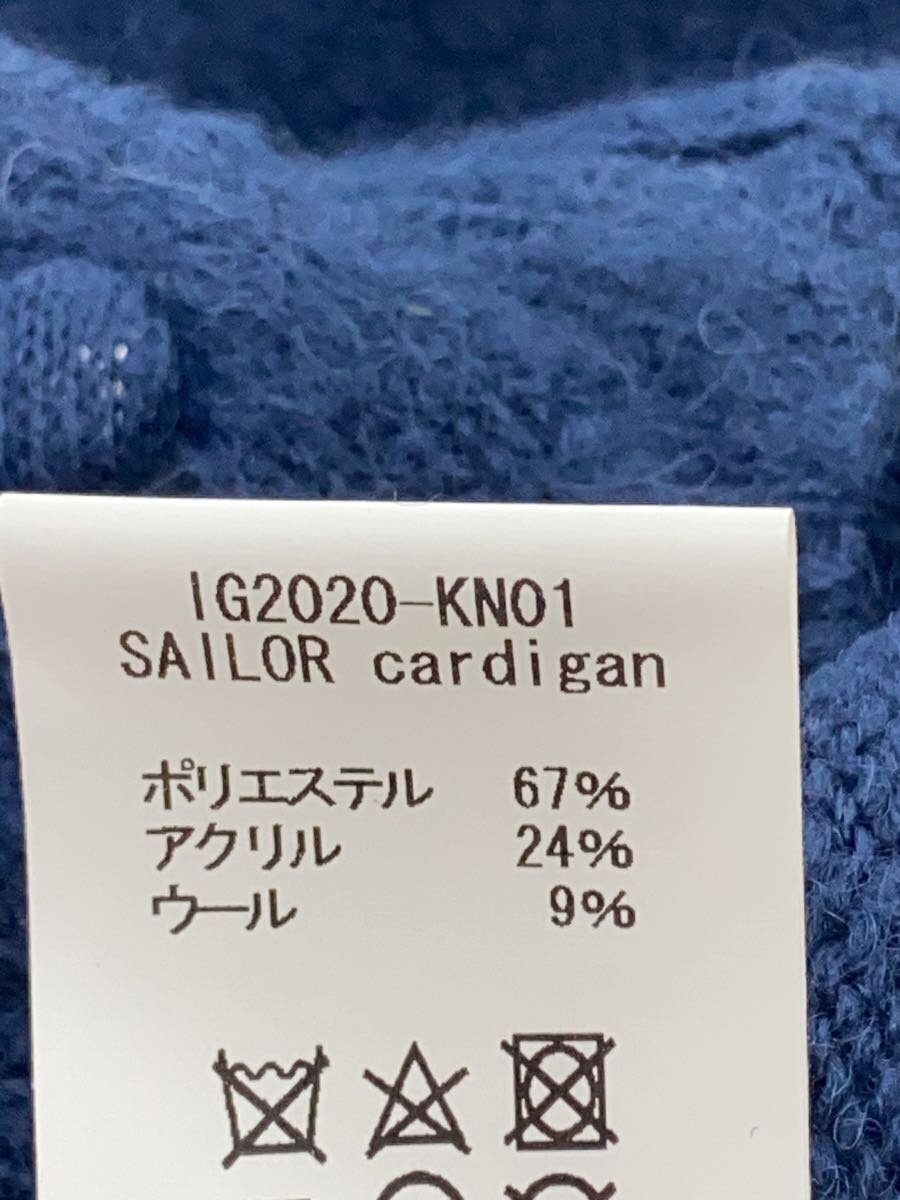 IG2020-KN01
SAILOR cardigan
ポリエステル 67%
アクリル 24%
ウール 9%